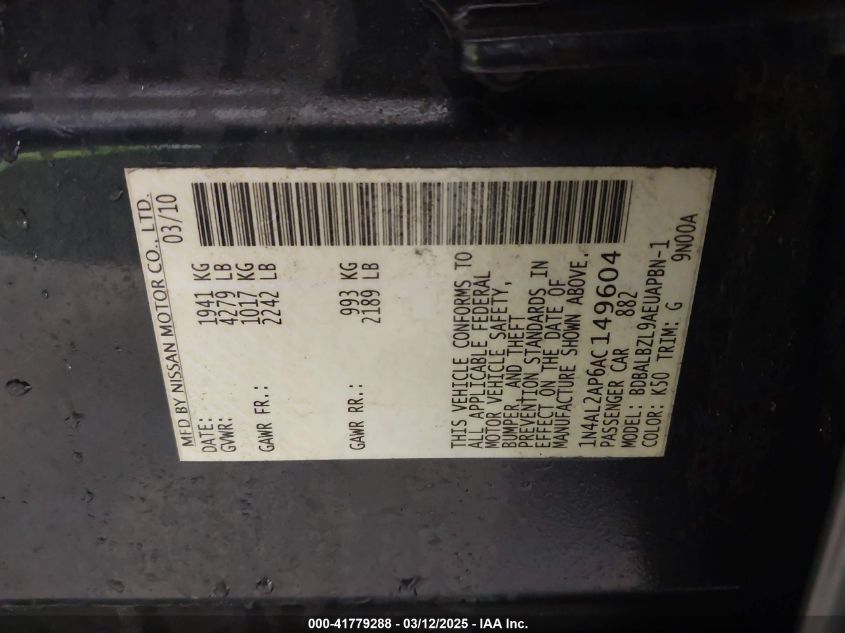 MFD BY NISSAN MOTOR CO., LTD.
DATE: 03/10
GVWR: 1941 KG
4279 LB
GAWR FR.: 1017 KG
2242 LB
GAWR RR.: 993 KG
2189 LB
THIS VEHICLE CONFORMS TO
ALL APPLICABLE FEDERAL
MOTOR VEHICLE SAFETY,
BUMPER, AND THEFT
PREVENTION STANDARDS IN
EFFECT ON THE DATE OF
MANUFACTURE SHOWN ABOVE.
1N4AL2AP6AC149604
PASSENGER CAR 882
MODEL: BDBALBZL9AEUAPBN-1
COLOR: K50 TRIM: G 9N00A
000-41779288 - 03/12/2025 - IAA Inc.